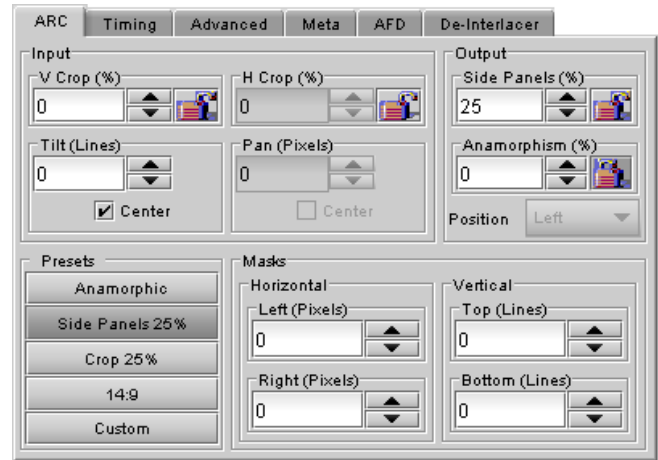 ARC Timing Advanced Meta AFD De-Interlacer
Input
V Crop (%)
0
H Crop (%)
0
Tilt (Lines)
0
Center
Pan (Pixels)
0
Center
Output
Side Panels (%)
25
Anamorphism (%)
0
Position Left
Presets
Anamorphic
Side Panels 25%
Crop 25%
14:9
Custom
Masks
Horizontal
Left (Pixels)
0
Right (Pixels)
0
Vertical
Top (Lines)
0
Bottom (Lines)
0